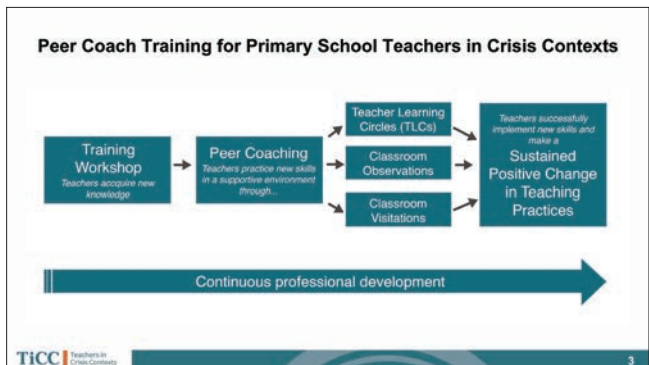 Peer Coach Training for Primary School Teachers in Crisis Contexts
Training
Workshop
Teachers accquire new
knowledge
Peer Coaching
Teachers practice new skills
in a supportive environment
through...
Teacher Learning
Circles (TLCs)
Classroom
Observations
Classroom
Visitations
Teachers successfully
implement new skills and
make a
Sustained
Positive Change
in Teaching
Practices
Continuous professional development
TiCC
Teachers in
Crisis Contexts
3